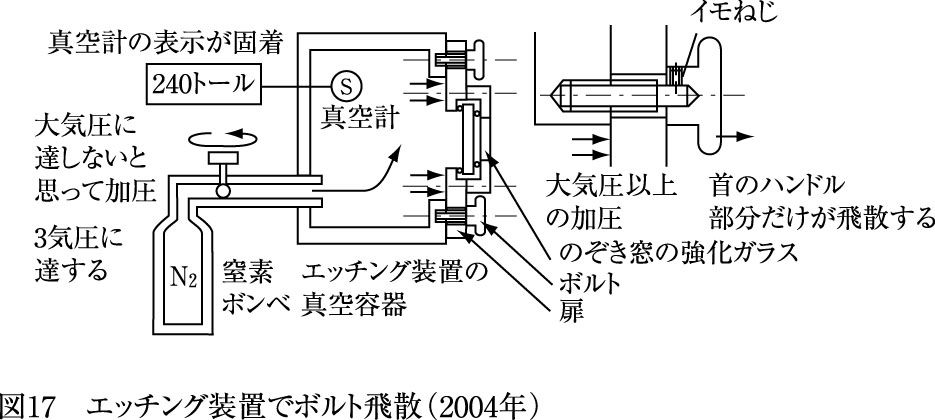 イモねじ
真空計の表示が固着
240トール
S
真空計
大気圧に
達しないと
思って加圧
3気圧に
達する
N2
窒素
ボンベ
エッチング装置の
真空容器
大気圧以上
の加圧
首のハンドル
部分だけが飛散する
のぞき窓の強化ガラス
ボルト
扉
図17 エッチング装置でボルト飛散(2004年)